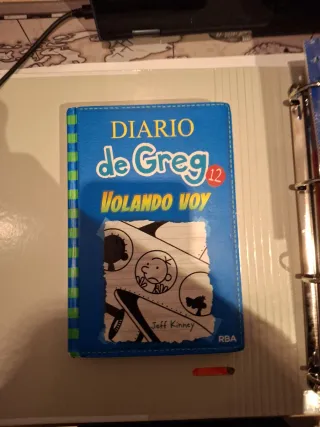 DIARIO
de Greg
12
VOLANDO VOY
Jeff Kinney
RBA